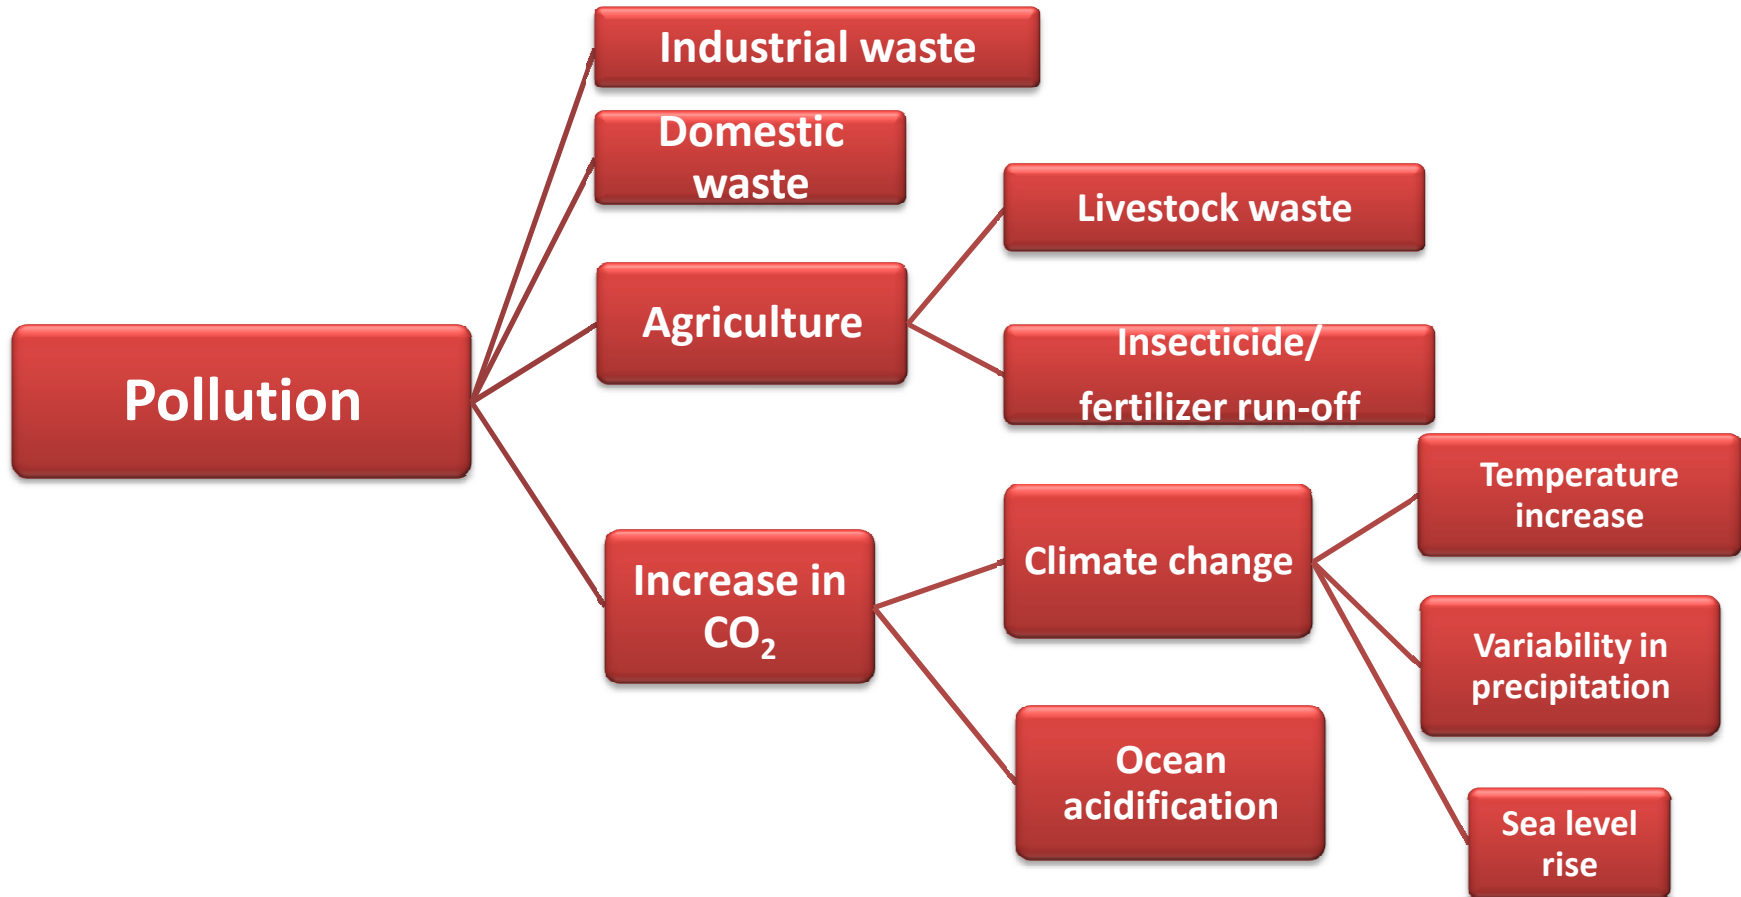 Industrial waste
Domestic
waste
Livestock waste
Agriculture
Insecticide/
fertilizer run-off
Pollution
Temperature
increase
Climate change
Increase in
CO₂
Variability in
precipitation
Ocean
acidification
Sea level
rise